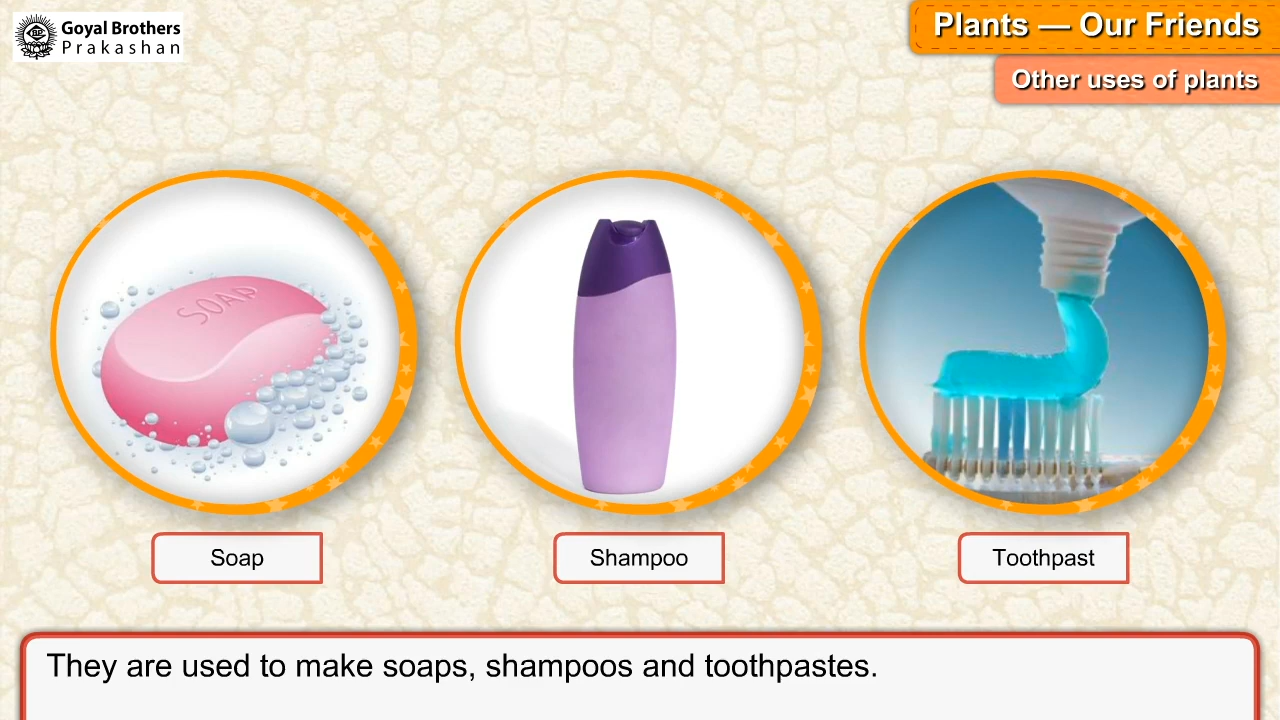 Goyal Brothers
Prakashan
Plants — Our Friends
Other uses of plants
SOAP
Soap
Shampoo
Toothpast
They are used to make soaps, shampoos and toothpastes.